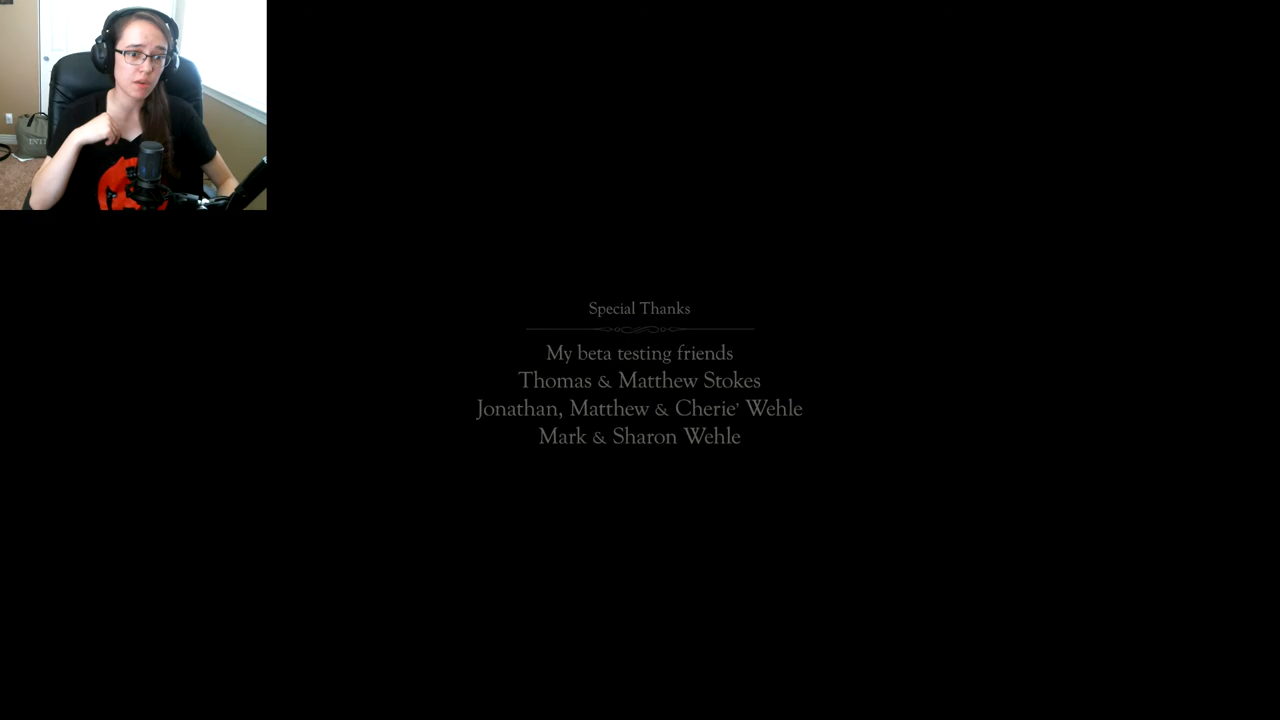 Special Thanks
My beta testing friends
Thomas & Matthew Stokes
Jonathan, Matthew & Cherie' Wehle
Mark & Sharon Wehle